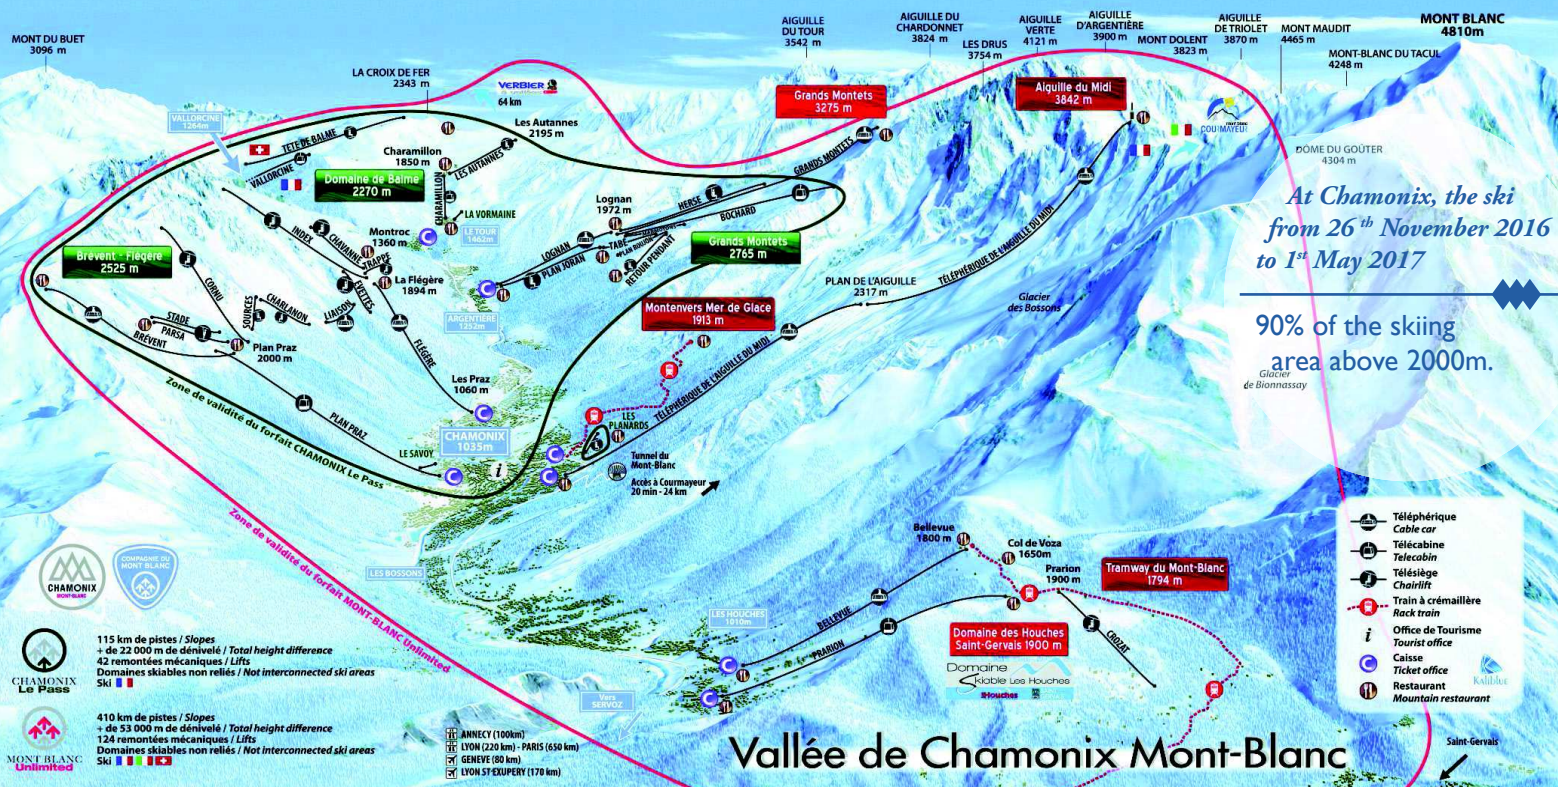 MONT DU BUET
3096 m
LA CROIX DE FER
2343 m
VERBIER
64 km
AIGUILLE
DU TOUR
3542 m
AIGUILLE DU
CHARDONNET
3824 m
LES DRUS
3754 m
AIGUILLE
VERTE
4121 m
AIGUILLE
D'ARGENTIÈRE
3900 m
MONT DOLENT
3823 m
AIGUILLE
DE TRIOLET
3870 m
MONT MAUDIT
4465 m
MONT-BLANC DU TACUL
4248 m
MONT BLANC
4810m
VALLORCINE
1264m
TÊTE DE BALME
VALLORCINE
Les Autannes
2195 m
Charamillon
1850 m
LES AUTANNES
Domaine de Balme
2270 m
CHARAMILLON
LA VORMAINE
LE TOUR
1462m
Montroc
1360 m
Grands Montets
3275 m
GRANDS MONTETS
Aiguille du Midi
3842 m
COURMAYEUR
DÔME DU GOÛTER
4304 m
At Chamonix, the ski
from 26 th November 2016
to 1st May 2017
90% of the skiing
area above 2000m.
Glacier
de Bionnassay
Lognan
1972 m
HERSE
BOCHARD
LOGNAN
TABÉ
PLAN JORAN
PLAN ROUJON
RETOUR PENDANT
Grands Montets
2765 m
ARGENTIÈRE
1252m
INDEX
CHAVANNE
TRAPPE
La Flégère
1894 m
EVETTES
LIAISON
FLÉGÈRE
Brévent - Flégère
2525 m
CORNU
SOURCES
CHARLANON
STADE
PARSA
BRÉVENT
Plan Praz
2000 m
PLAN PRAZ
LE SAVOY
Les Praz
1060 m
CHAMONIX
1035m
i
Montenvers Mer de Glace
1913 m
PLAN DE L'AIGUILLE
2317 m
TÉLÉPHÉRIQUE DE L'AIGUILLE DU MIDI
TÉLÉPHÉRIQUE DE L'AIGUILLE DU MIDI
Glacier
des Bossons
LES
PLANARDS
Tunnel du
Mont-Blanc
Accès à Courmayeur
20 min - 24 km
Zone de validité du forfait CHAMONIX Le Pass
Zone de validité du forfait MONT-BLANC Unlimited
LES BOSSONS
LES HOUCHES
1010m
Vers
SERVOZ
Bellevue
1800 m
Col de Voza
1650m
Prarion
1900 m
Tramway du Mont-Blanc
1794 m
BELLEVUE
PRARION
CROZAT
Domaine des Houches
Saint-Gervais 1900 m
Domaine
Skiable Les Houches
lesHouches
Saint-Gervais
CHAMONIX
MONT-BLANC
COMPAGNIE DU
MONT BLANC
CHAMONIX
Le Pass
115 km de pistes / Slopes
+ de 22 000 m de dénivelé / Total height difference
42 remontées mécaniques / Lifts
Domaines skiables non reliés / Not interconnected ski areas
Ski
MONT BLANC
Unlimited
410 km de pistes / Slopes
+ de 53 000 m de dénivelé / Total height difference
124 remontées mécaniques / Lifts
Domaines skiables non reliés / Not interconnected ski areas
Ski
ANNECY (100km)
LYON (220 km) - PARIS (650 km)
GENEVE (80 km)
LYON ST-EXUPERY (170 km)
Vallée de Chamonix Mont-Blanc
Téléphérique
Cable car
Télécabine
Telecabin
Télésiège
Chairlift
Train à crémaillère
Rack train
i
Office de Tourisme
Tourist office
C
Caisse
Ticket office
Restaurant
Mountain restaurant
Kaliblue